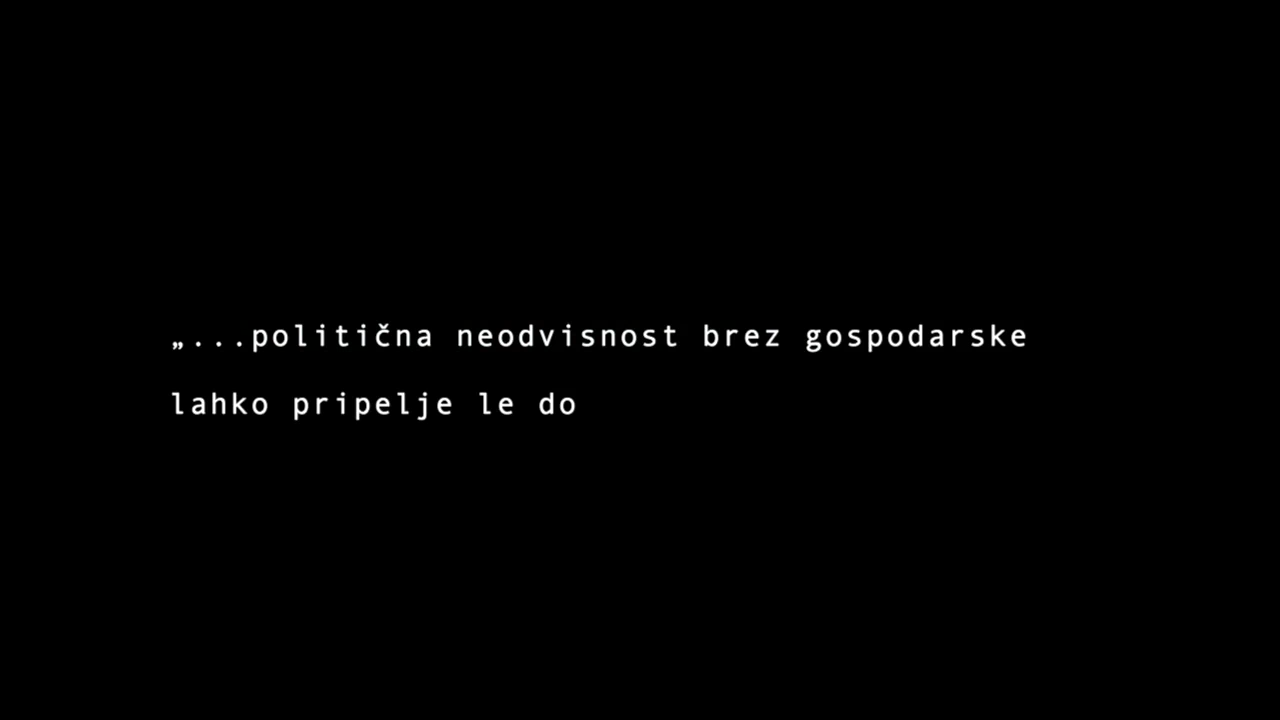 „...politična neodvisnost brez gospodarske
lahko pripelje le do